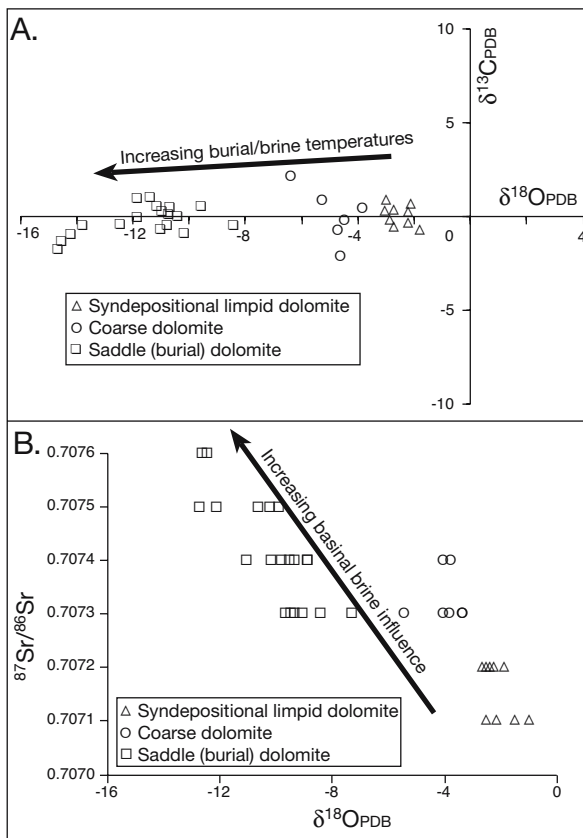 A.
δ13CPDB
10
5
0
-5
-10
Increasing burial/brine temperatures
δ18OPDB
-16
-12
-8
-4
4
Syndepositional limpid dolomite
Coarse dolomite
Saddle (burial) dolomite
B.
87Sr/86Sr
0.7076
0.7075
0.7074
0.7073
0.7072
0.7071
0.7070
Increasing basinal brine influence
Syndepositional limpid dolomite
Coarse dolomite
Saddle (burial) dolomite
-16
-12
-8
-4
0
δ18OPDB